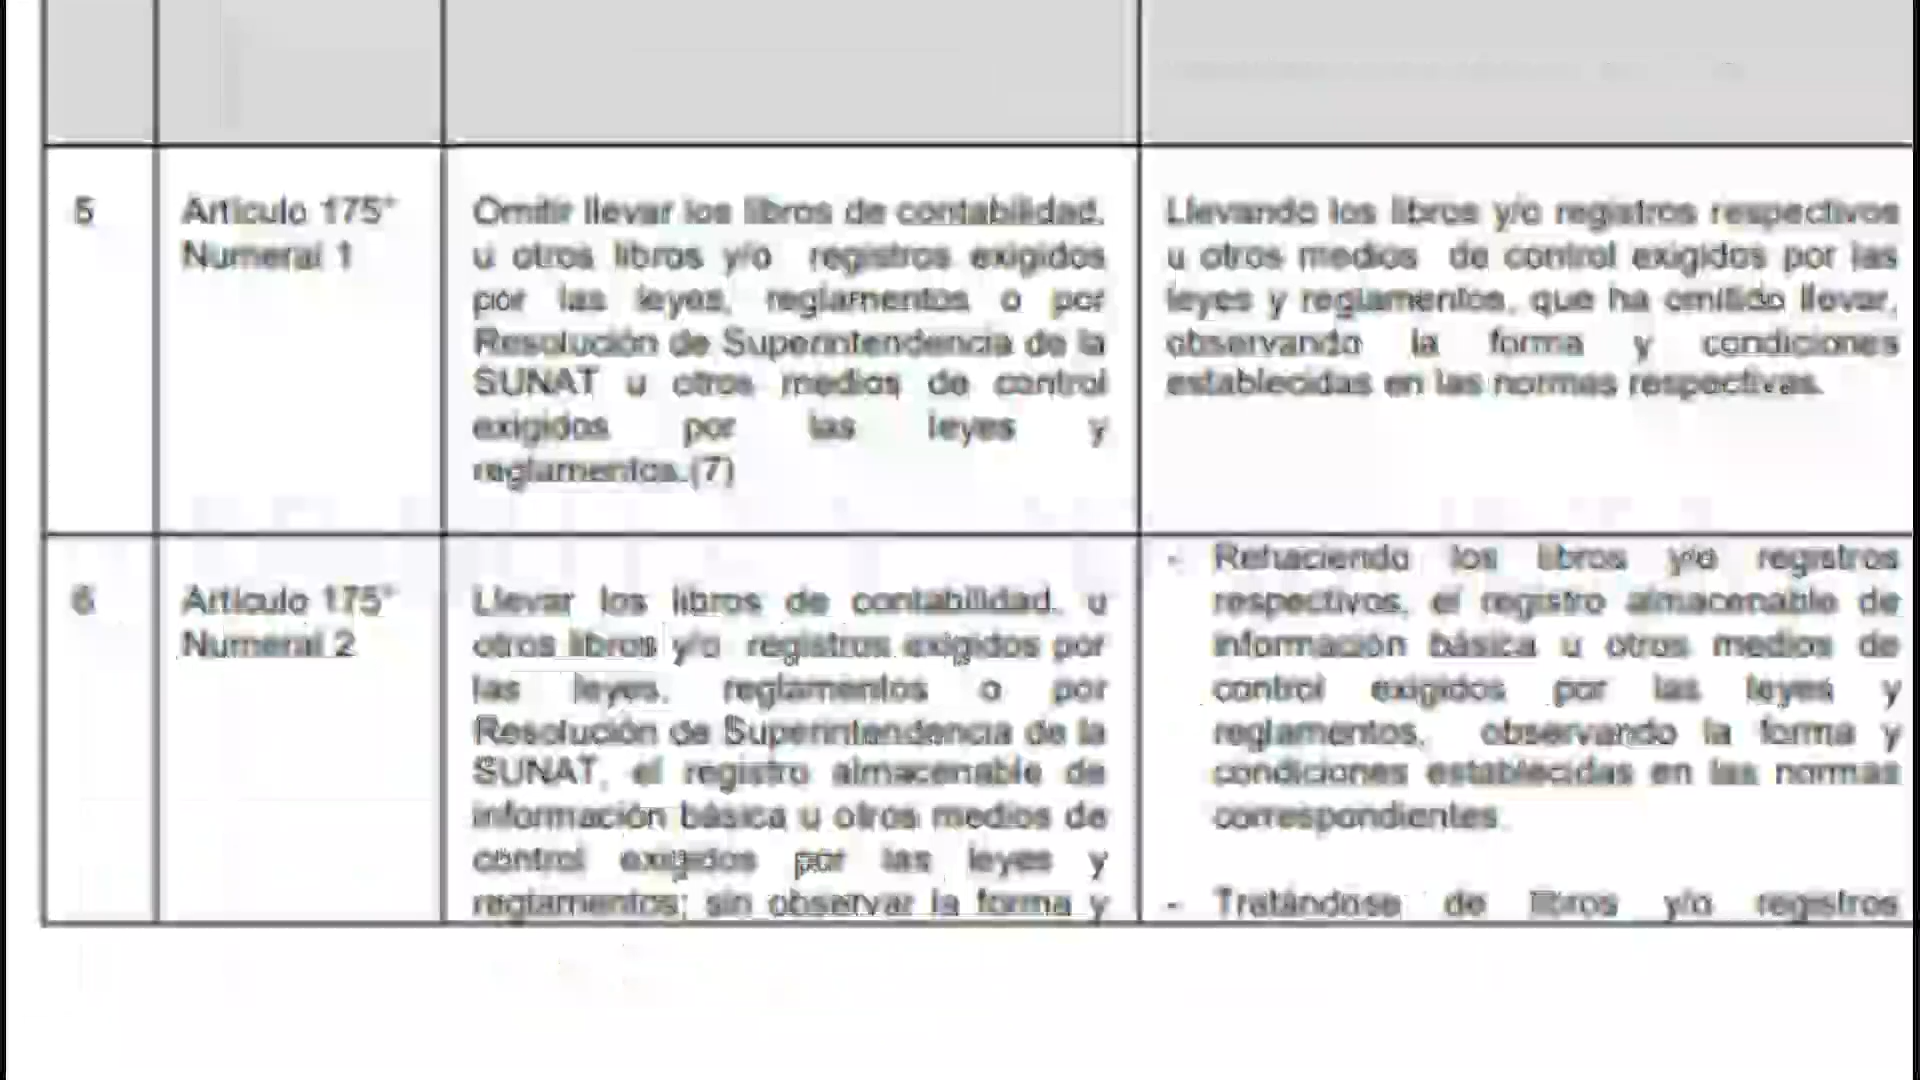 5
Artículo 175°
Numeral 1
Omitir llevar los libros de contabilidad,
u otros libros y/o registros exigidos
por las leyes, reglamentos o por
Resolución de Superintendencia de la
SUNAT u otros medios de control
exigidos por las leyes y
reglamentos.(7)
Llevando los libros y/o registros respectivos
u otros medios de control exigidos por las
leyes y reglamentos, que ha omitido llevar,
observando la forma y condiciones
establecidas en las normas respectivas.
6
Artículo 175°
Numeral 2
Llevar los libros de contabilidad, u
otros libros y/o registros exigidos por
las leyes, reglamentos o por
Resolución de Superintendencia de la
SUNAT, el registro almacenable de
información básica u otros medios de
control exigidos por las leyes y
reglamentos; sin observar la forma y
- Rehaciendo los libros y/o registros
respectivos, el registro almacenable de
información básica u otros medios de
control exigidos por las leyes y
reglamentos, observando la forma y
condiciones establecidas en las normas
correspondientes.
- Tratándose de libros y/o registros